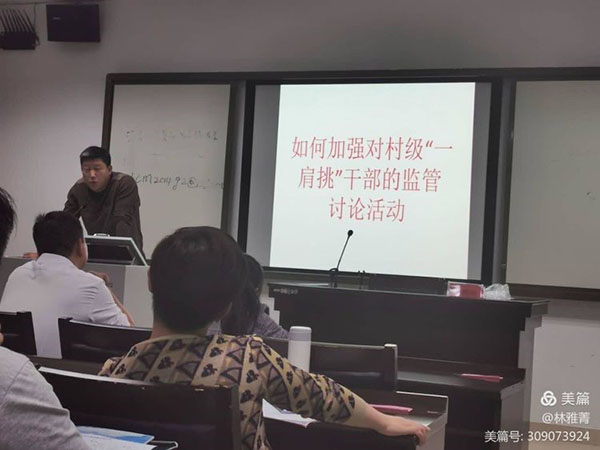 如何加强对村级“一
肩挑”干部的监管
讨论活动
美篇
@林雅菁
美篇号: 309073924